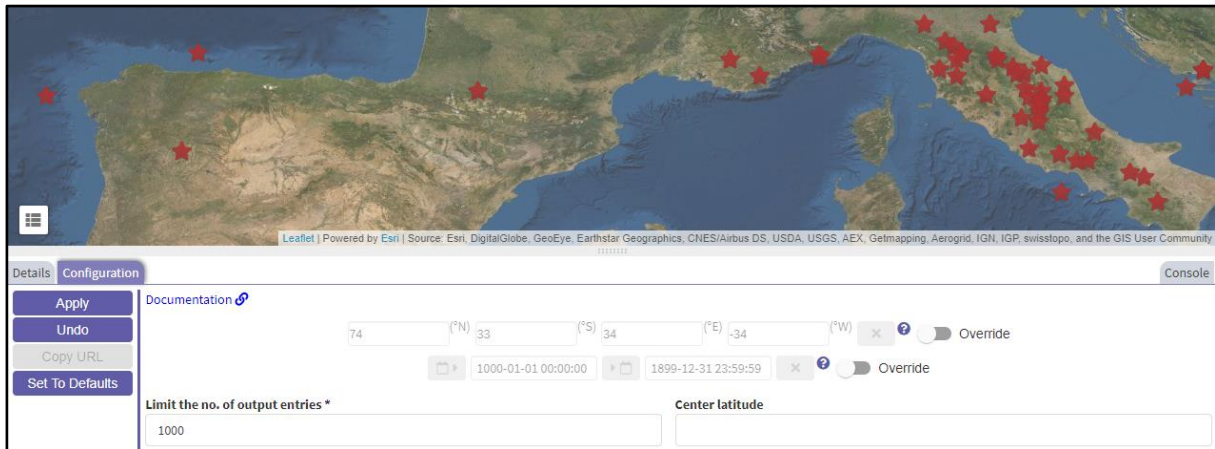 Leaflet | Powered by Esri | Source: Esri, DigitalGlobe, GeoEye, Earthstar Geographics, CNES/Airbus DS, USDA, USGS, AEX, Getmapping, Aerogrid, IGN, IGP, swisstopo, and the GIS User Community
Details Configuration Console
Apply Documentation
Undo 74 (°N) 33 (°S) 34 (°E) -34 (°W) × ? Override
Copy URL 1000-01-01 00:00:00 1899-12-31 23:59:59 × ? Override
Set To Defaults
Limit the no. of output entries * Center latitude
1000